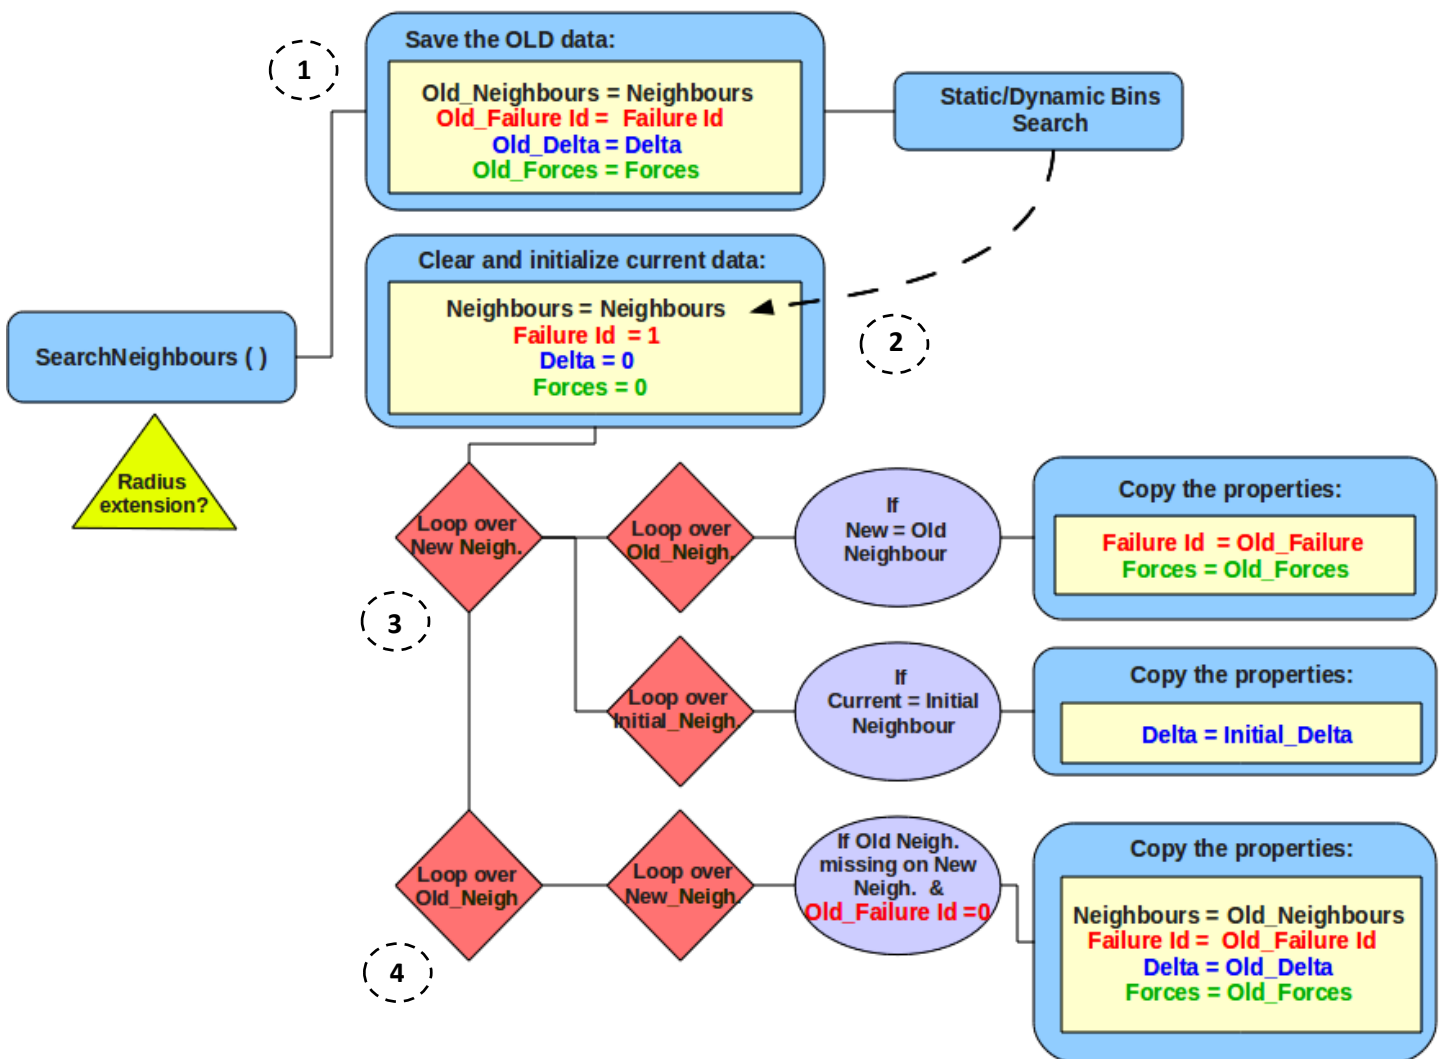 1
Save the OLD data:
Old_Neighbours = Neighbours
Old_Failure Id = Failure Id
Old_Delta = Delta
Old_Forces = Forces
Static/Dynamic Bins
Search
Clear and initialize current data:
Neighbours = Neighbours
Failure Id = 1
Delta = 0
Forces = 0
2
SearchNeighbours ( )
Radius
extension?
Loop over
New Neigh.
Loop over
Old_Neigh.
If
New = Old
Neighbour
Copy the properties:
Failure Id = Old_Failure
Forces = Old_Forces
3
Loop over
Initial_Neigh.
If
Current = Initial
Neighbour
Copy the properties:
Delta = Initial_Delta
Loop over
Old_Neigh
Loop over
New_Neigh.
If Old Neigh.
missing on New
Neigh. &
Old_Failure Id =0
Copy the properties:
Neighbours = Old_Neighbours
Failure Id = Old_Failure Id
Delta = Old_Delta
Forces = Old_Forces
4